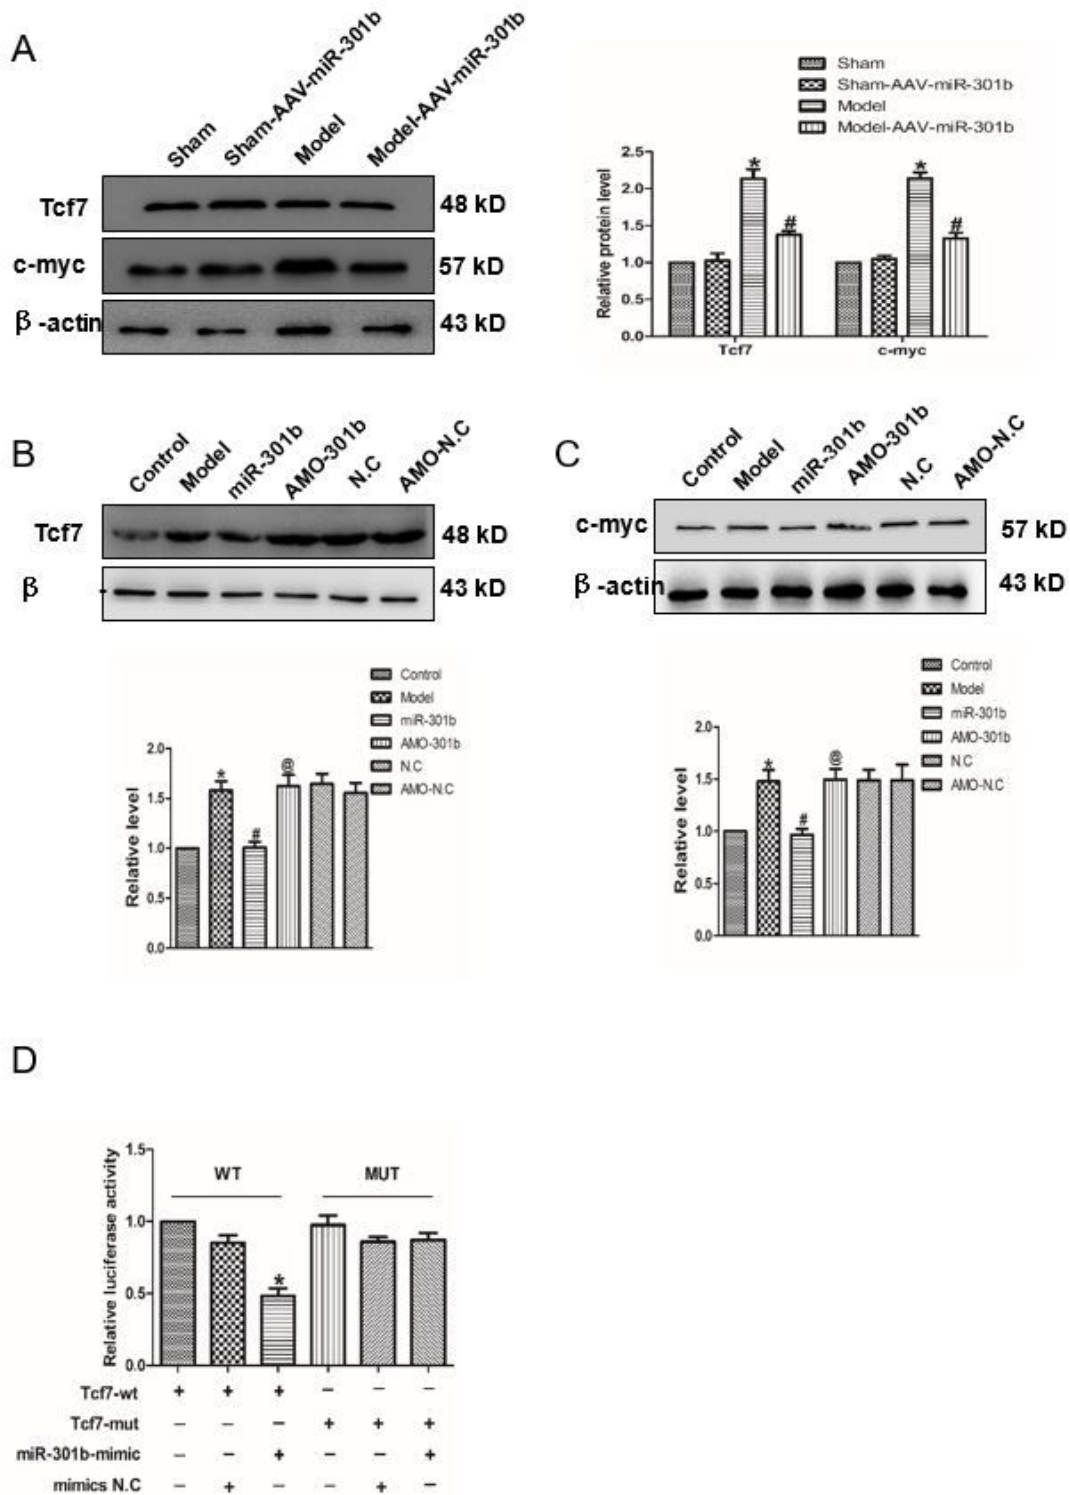 A
Sham
Sham-AAV-miR-301b
Model
Model-AAV-miR-301b
Tcf7
48 kD
c-myc
57 kD
β-actin
43 kD
Sham
Sham-AAV-miR-301b
Model
Model-AAV-miR-301b
Relative protein level
2.5
2.0
1.5
1.0
0.5
0.0
*
#
*
#
Tcf7
c-myc
B
Control
Model
miR-301b
AMO-301b
N.C
AMO-N.C
Tcf7
48 kD
β -
43 kD
Control
Model
miR-301b
AMO-301b
N.C
AMO-N.C
Relative level
2.0
1.5
1.0
0.5
0.0
*
#
@
C
Control
Model
miR-301b
AMO-301b
N.C
AMO-N.C
c-myc
57 kD
β-actin
43 kD
Control
Model
miR-301b
AMO-301b
N.C
AMO-N.C
Relative level
2.0
1.5
1.0
0.5
0.0
*
#
@
D
Relative luciferase activity
1.5
1.0
0.5
0.0
WT
MUT
*
Tcf7-wt + + + – – –
Tcf7-mut – – – + + +
miR-301b-mimic – – + – – +
mimics N.C – + – – + –